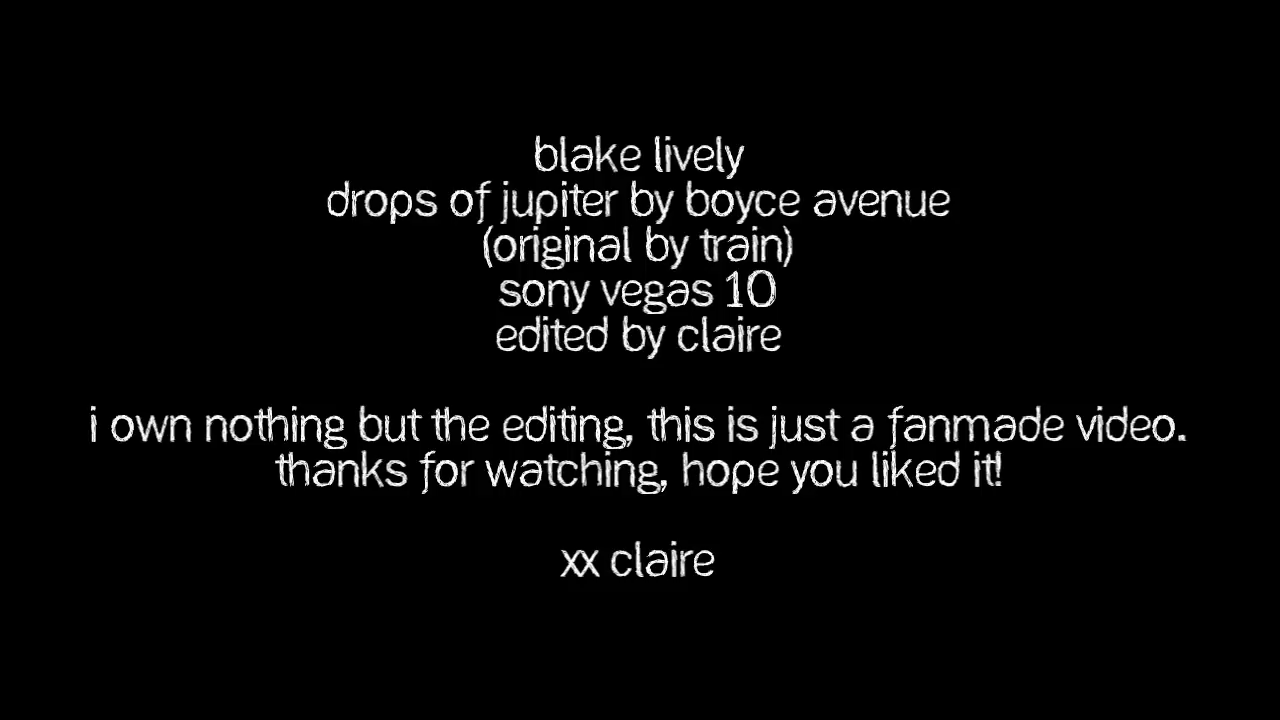 blake lively
drops of jupiter by boyce avenue
(original by train)
sony vegas 10
edited by claire
i own nothing but the editing, this is just a fanmade video.
thanks for watching, hope you liked it!
xx claire